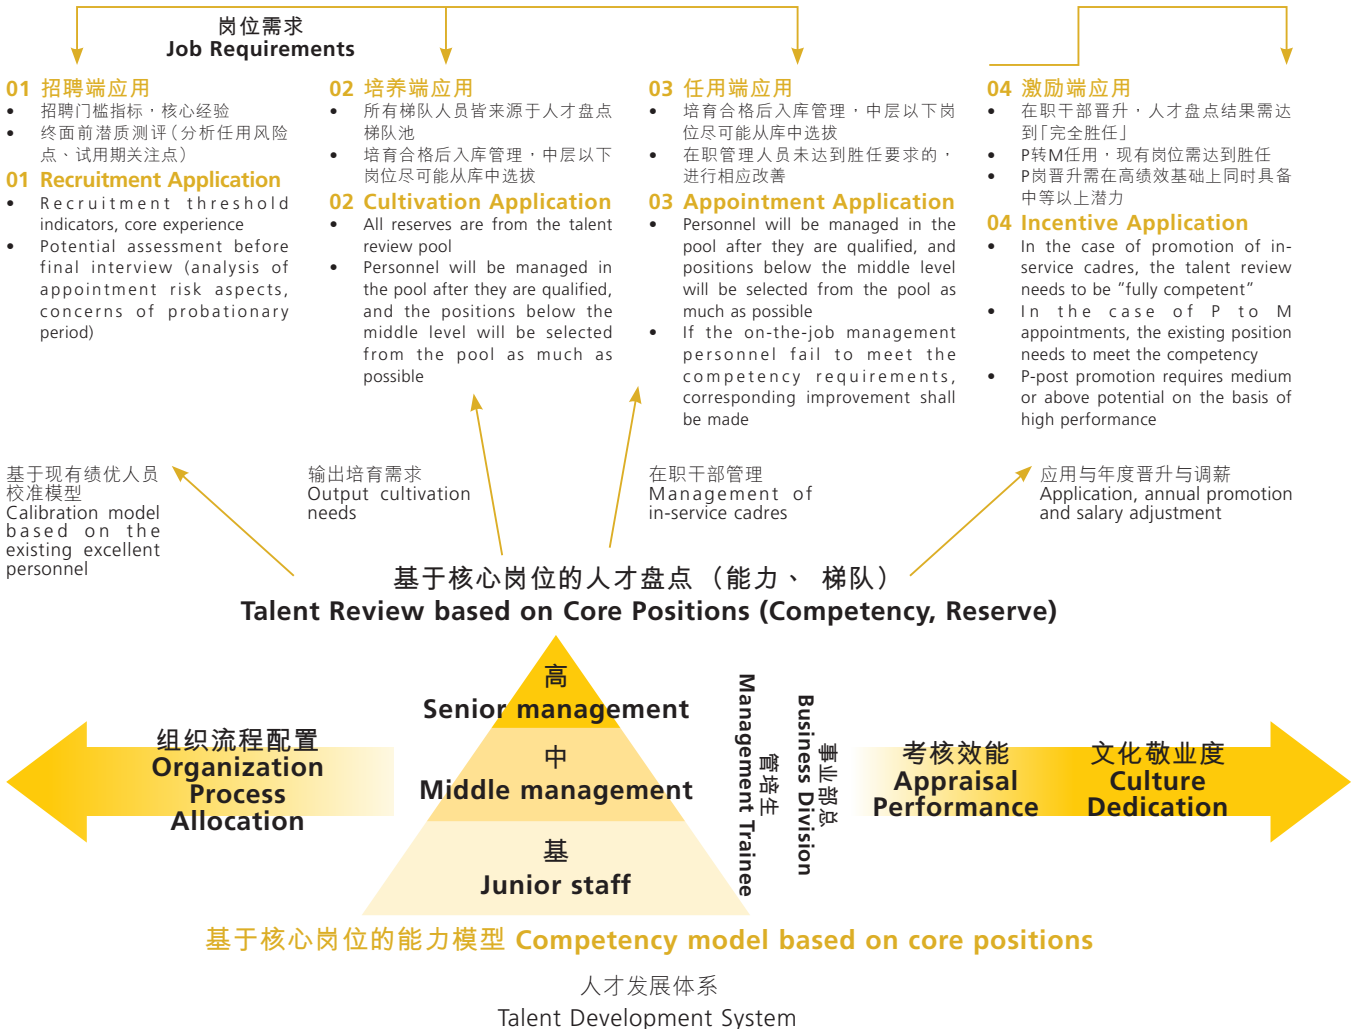 岗位需求
Job Requirements
01 招聘端应用
• 招聘门槛指标，核心经验
• 终面前潜质测评（分析任用风险
点、试用期关注点）
01 Recruitment Application
• Recruitment threshold
indicators, core experience
• Potential assessment before
final interview (analysis of
appointment risk aspects,
concerns of probationary
period)
02 培养端应用
• 所有梯队人员皆来源于人才盘点
梯队池
• 培育合格后入库管理，中层以下
岗位尽可能从库中选拔
02 Cultivation Application
• All reserves are from the talent
review pool
• Personnel will be managed in
the pool after they are qualified,
and the positions below the
middle level will be selected
from the pool as much as
possible
03 任用端应用
• 培育合格后入库管理，中层以下岗
位尽可能从库中选拔
• 在职管理人员未达到胜任要求的，
进行相应改善
03 Appointment Application
• Personnel will be managed in the
pool after they are qualified, and
positions below the middle level
will be selected from the pool as
much as possible
• If the on-the-job management
personnel fail to meet the
competency requirements,
corresponding improvement shall
be made
04 激励端应用
• 在职干部晋升，人才盘点结果需达
到「完全胜任」
• P转M任用，现有岗位需达到胜任
• P岗晋升需在高绩效基础上同时具备
中等以上潜力
04 Incentive Application
• In the case of promotion of in-
service cadres, the talent review
needs to be “fully competent”
• In the case of P to M
appointments, the existing position
needs to meet the competency
• P-post promotion requires medium
or above potential on the basis of
high performance
基于现有绩优人员
校准模型
Calibration model
based on the
existing excellent
personnel
输出培育需求
Output cultivation
needs
在职干部管理
Management of
in-service cadres
应用与年度晋升与调薪
Application, annual promotion
and salary adjustment
基于核心岗位的人才盘点（能力、 梯队）
Talent Review based on Core Positions (Competency, Reserve)
组织流程配置
Organization
Process
Allocation
高
Senior management
中
Middle management
基
Junior staff
管培生
Management Trainee
事业部总
Business Division
考核效能
Appraisal
Performance
文化敬业度
Culture
Dedication
基于核心岗位的能力模型 Competency model based on core positions
人才发展体系
Talent Development System